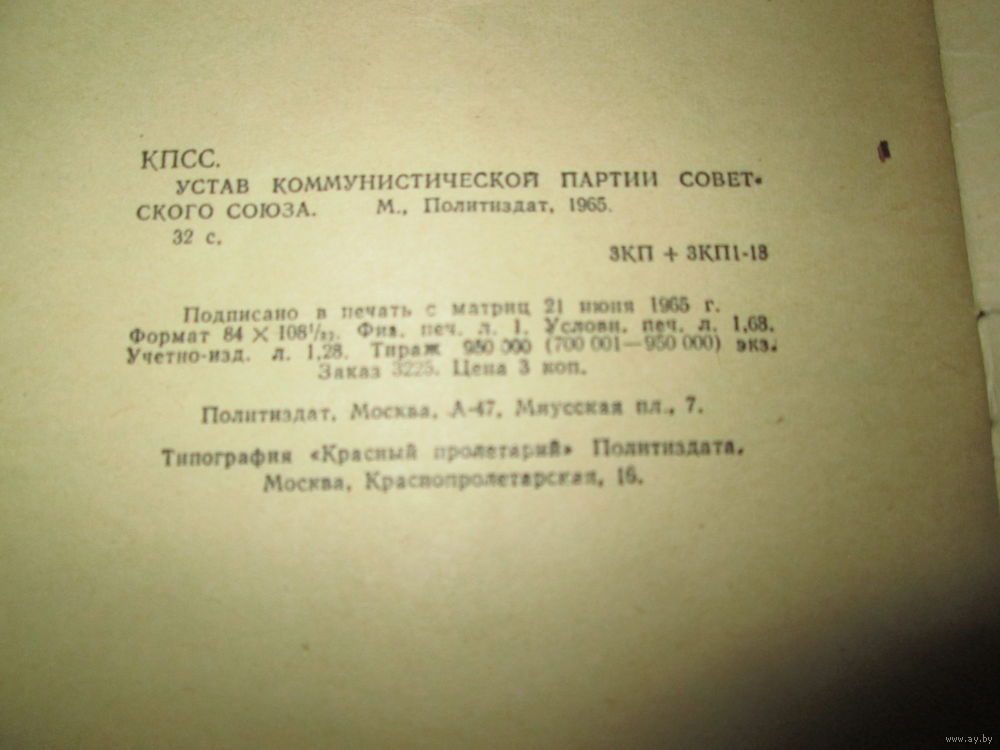 КПСС.
УСТАВ КОММУНИСТИЧЕСКОЙ ПАРТИИ СОВЕТ-
СКОГО СОЮЗА. М., Политиздат, 1965.
32 с.
3КП + 3КП1-18
Подписано в печать с матриц 21 июня 1965 г.
Формат 84 × 108¹/₃₂. Физ. печ. л. 1. Условн. печ. л. 1,68.
Учетно-изд. л. 1,28. Тираж 950 000 (700 001—950 000) экз.
Заказ 3225. Цена 3 коп.
Политиздат, Москва, А-47, Миусская пл., 7.
Типография «Красный пролетарий» Политиздата.
Москва, Краснопролетарская, 16.
www.ay.by